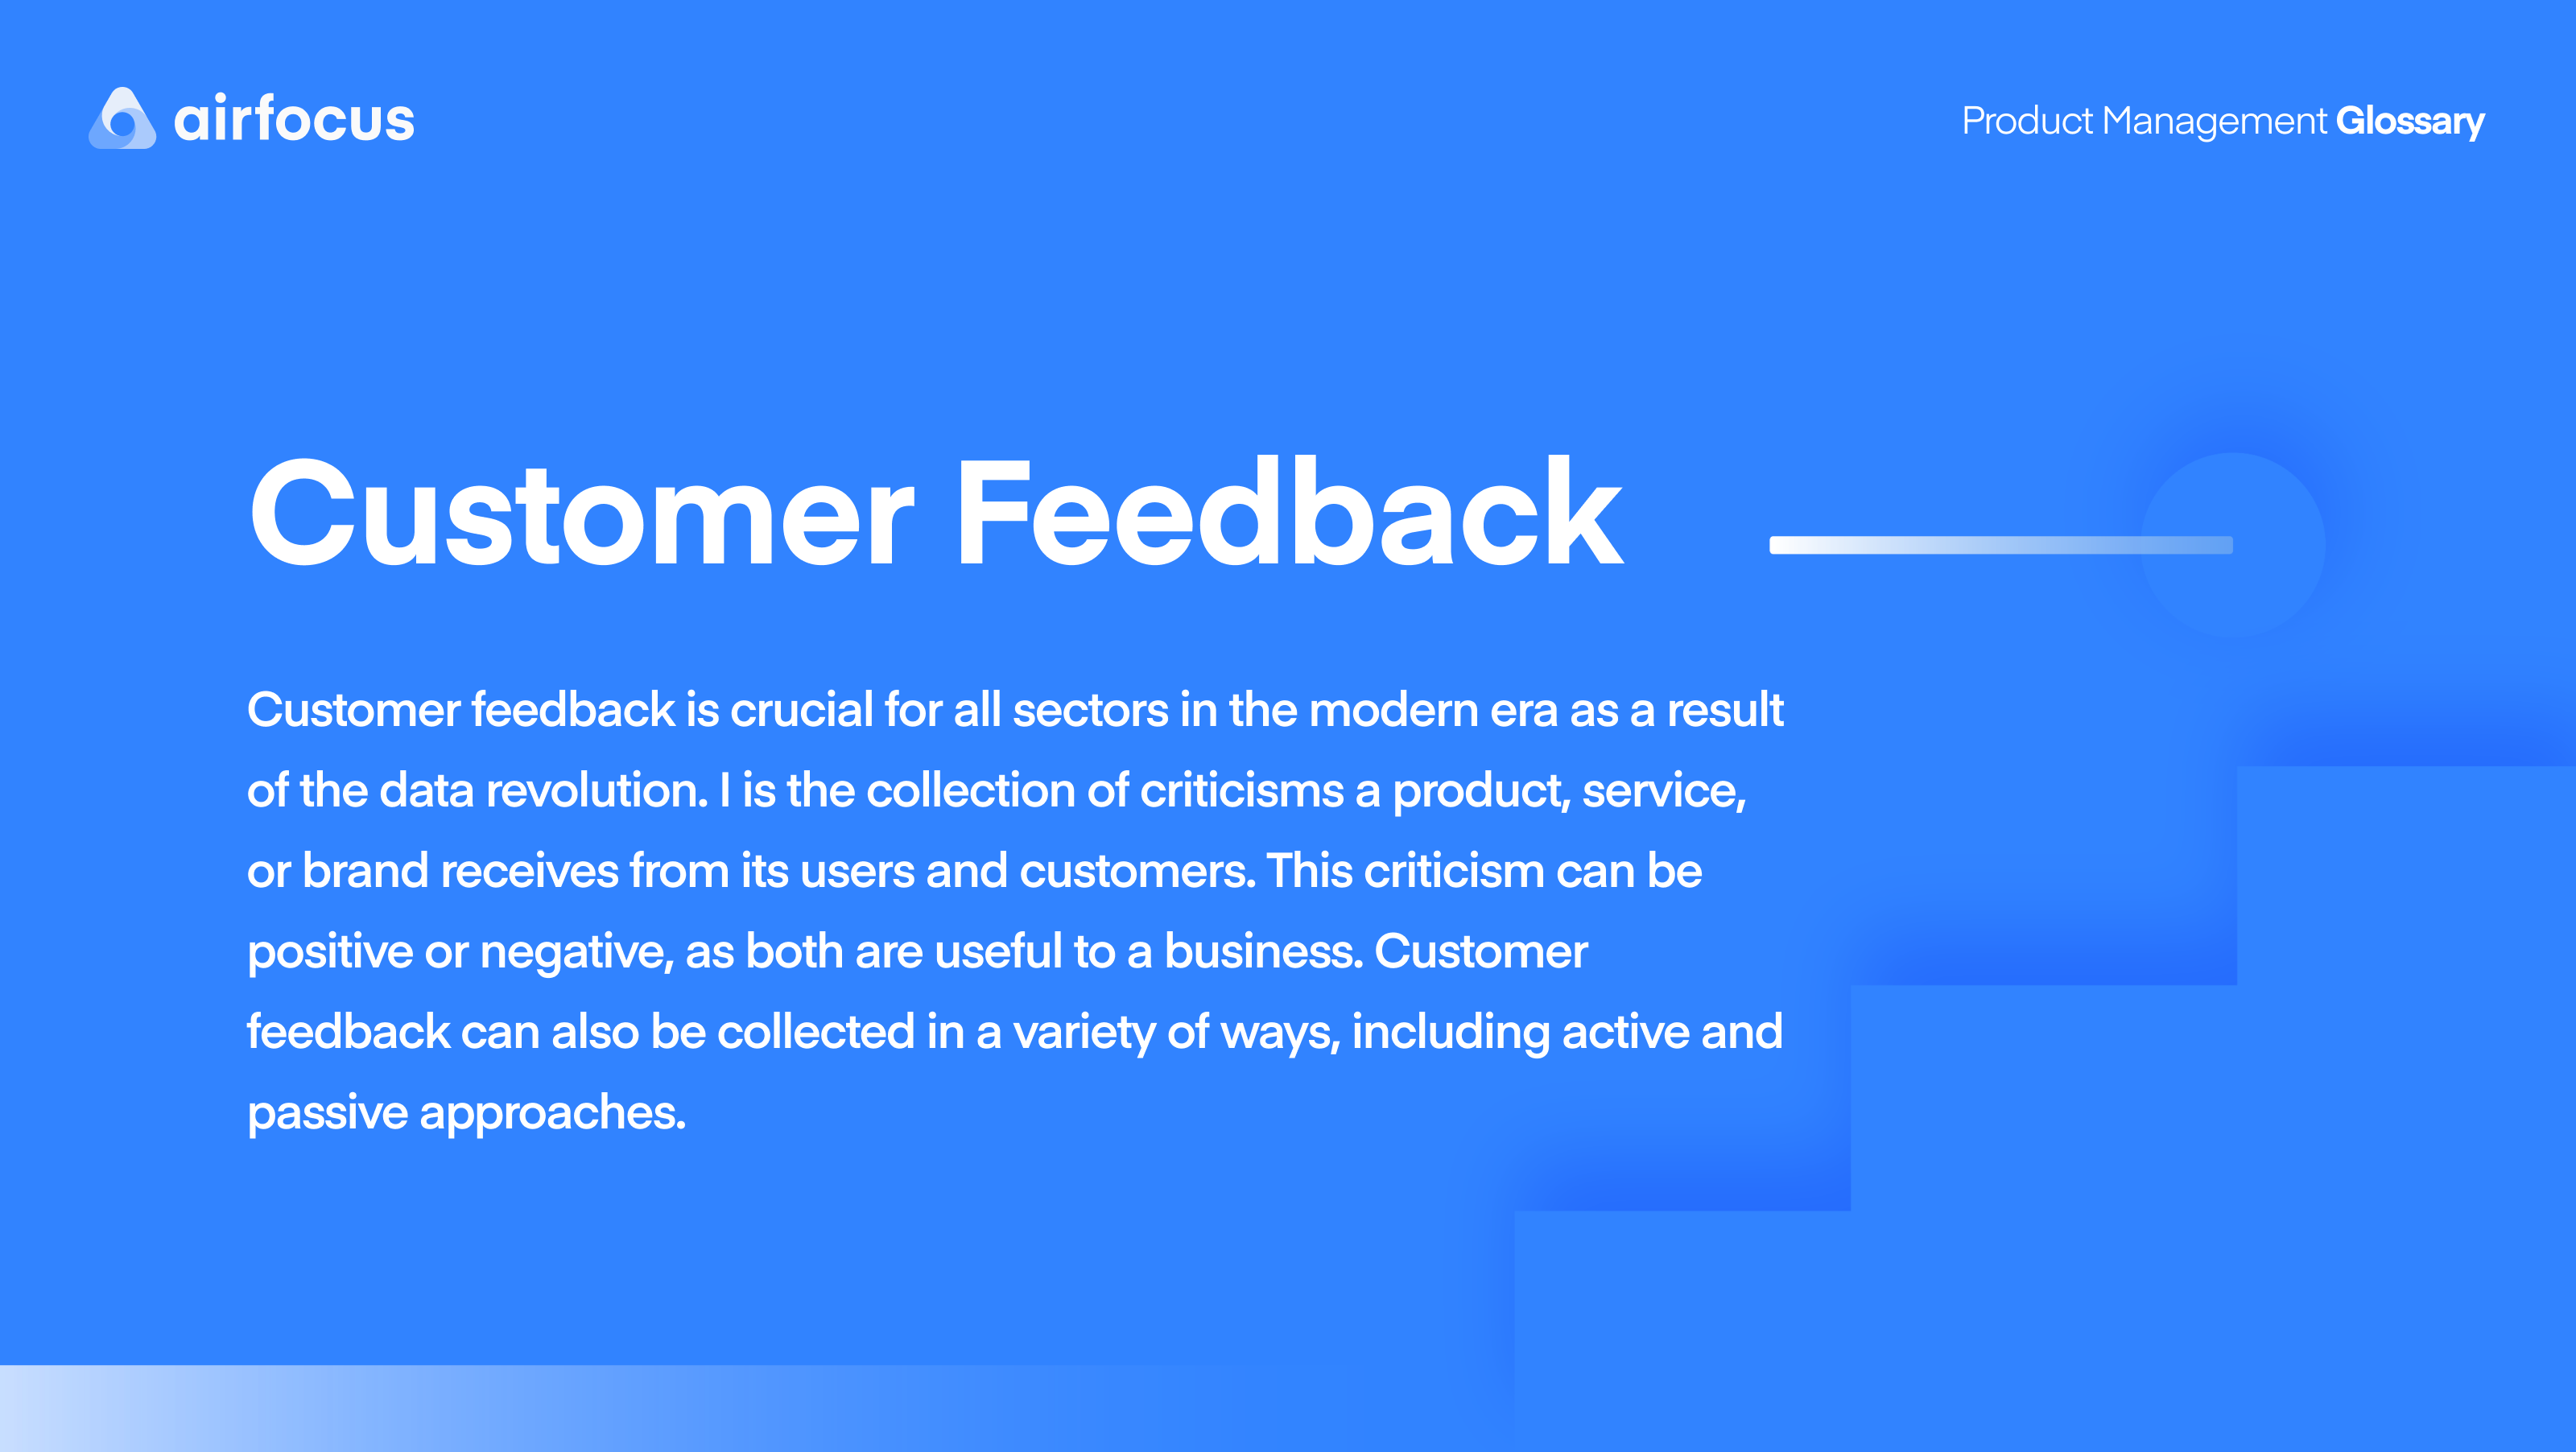 airfocus
Product Management Glossary
Customer Feedback
Customer feedback is crucial for all sectors in the modern era as a result
of the data revolution. I is the collection of criticisms a product, service,
or brand receives from its users and customers. This criticism can be
positive or negative, as both are useful to a business. Customer
feedback can also be collected in a variety of ways, including active and
passive approaches.